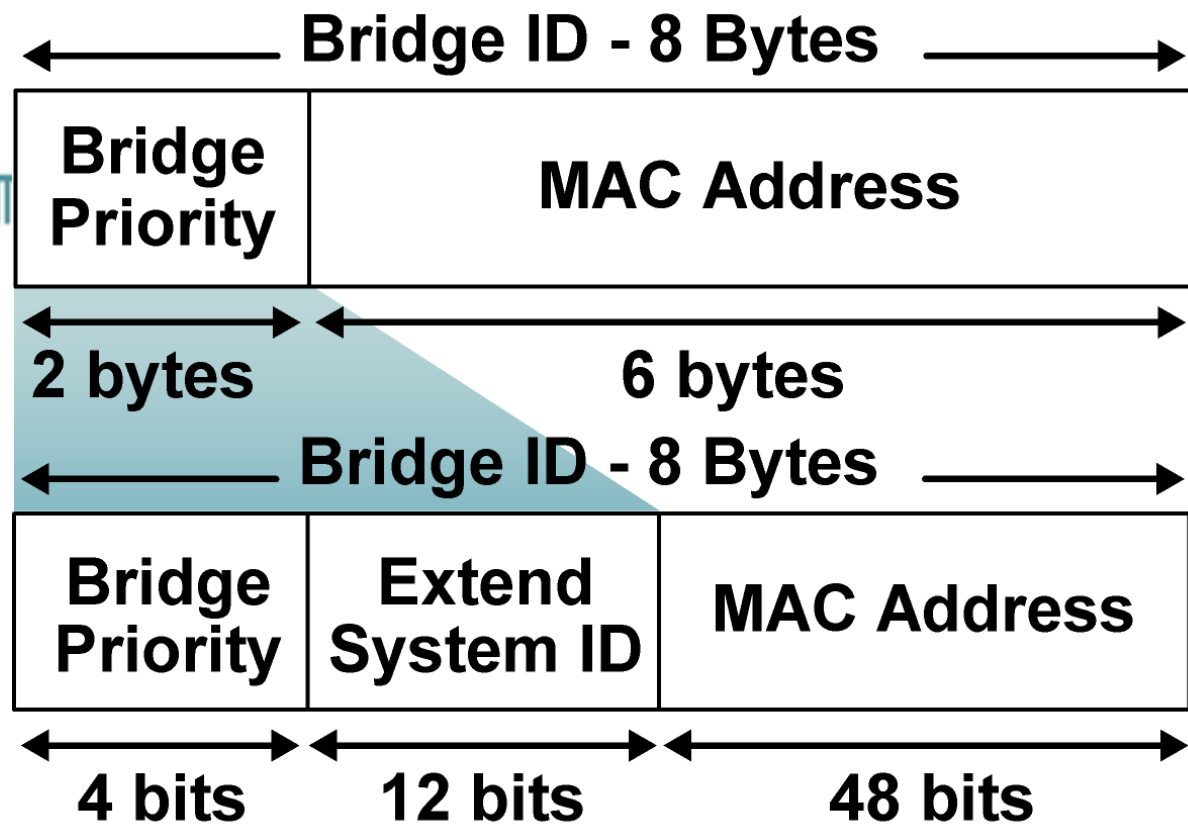 Bridge ID - 8 Bytes
Bridge
Priority
MAC Address
2 bytes
6 bytes
Bridge ID - 8 Bytes
Bridge
Priority
Extend
System ID
MAC Address
4 bits
12 bits
48 bits